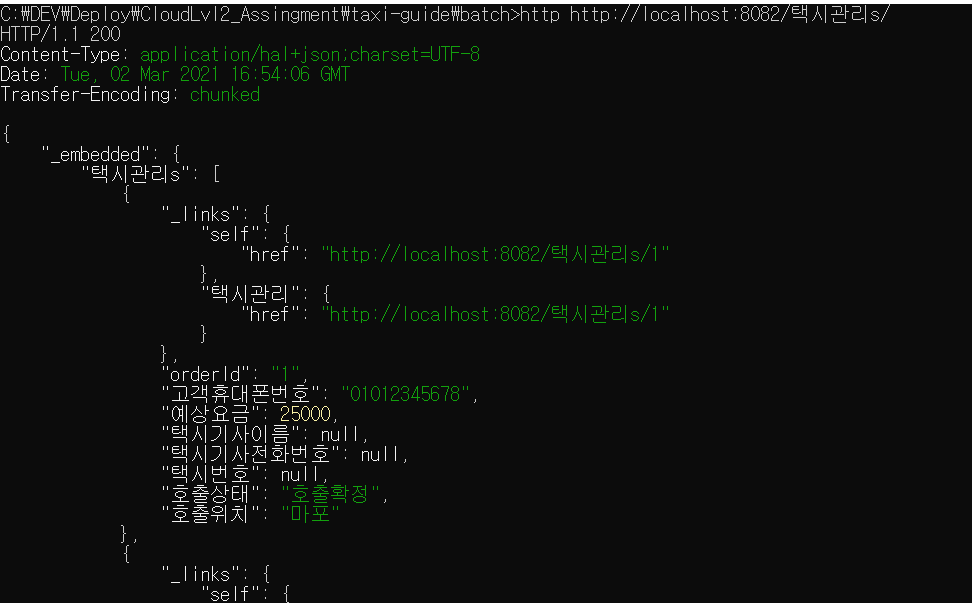 C:₩DEV₩Deploy₩CloudLvl2_Assingment₩taxi-guide₩batch>http http://localhost:8082/택시관리s/
HTTP/1.1 200
Content-Type: application/hal+json;charset=UTF-8
Date: Tue, 02 Mar 2021 16:54:06 GMT
Transfer-Encoding: chunked
{
"_embedded": {
"택시관리s": [
{
"_links": {
"self": {
"href": "http://localhost:8082/택시관리s/1"
},
"택시관리": {
"href": "http://localhost:8082/택시관리s/1"
}
},
"orderId": "1",
"고객휴대폰번호": "01012345678",
"예상요금": 25000,
"택시기사이름": null,
"택시기사전화번호": null,
"택시번호": null,
"호출상태": "호출확정",
"호출위치": "마포"
},
{
"_links": {
"self": {